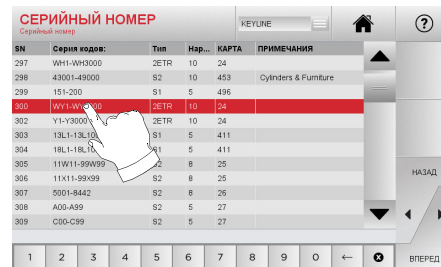 СЕРИЙНЫЙ НОМЕР
Серийный номер
KEYLINE
?
SN Серия кодов: Тип Нар... КАРТА ПРИМЕЧАНИЯ
297 WH1-WH3000 2ETR 10 24
298 43001-49000 S2 10 453 Cylinders & Furniture
299 151-200 S1 5 496
300 2ETR 10 24
302 Y1-Y3000 2ETR 10 24
303 13L1-13L10 S1 5 411
304 18L1-18L10 S1 5 411
305 11W11-99W99 S2 8 25
306 11X11-99X99 S2 8 25
307 5001-8442 S2 8 26
308 A00-A99 S2 5 27
309 C00-C99 S2 5 27
НАЗАД
1 2 3 4 5 6 7 8 9 0 ←
ВПЕРЕД